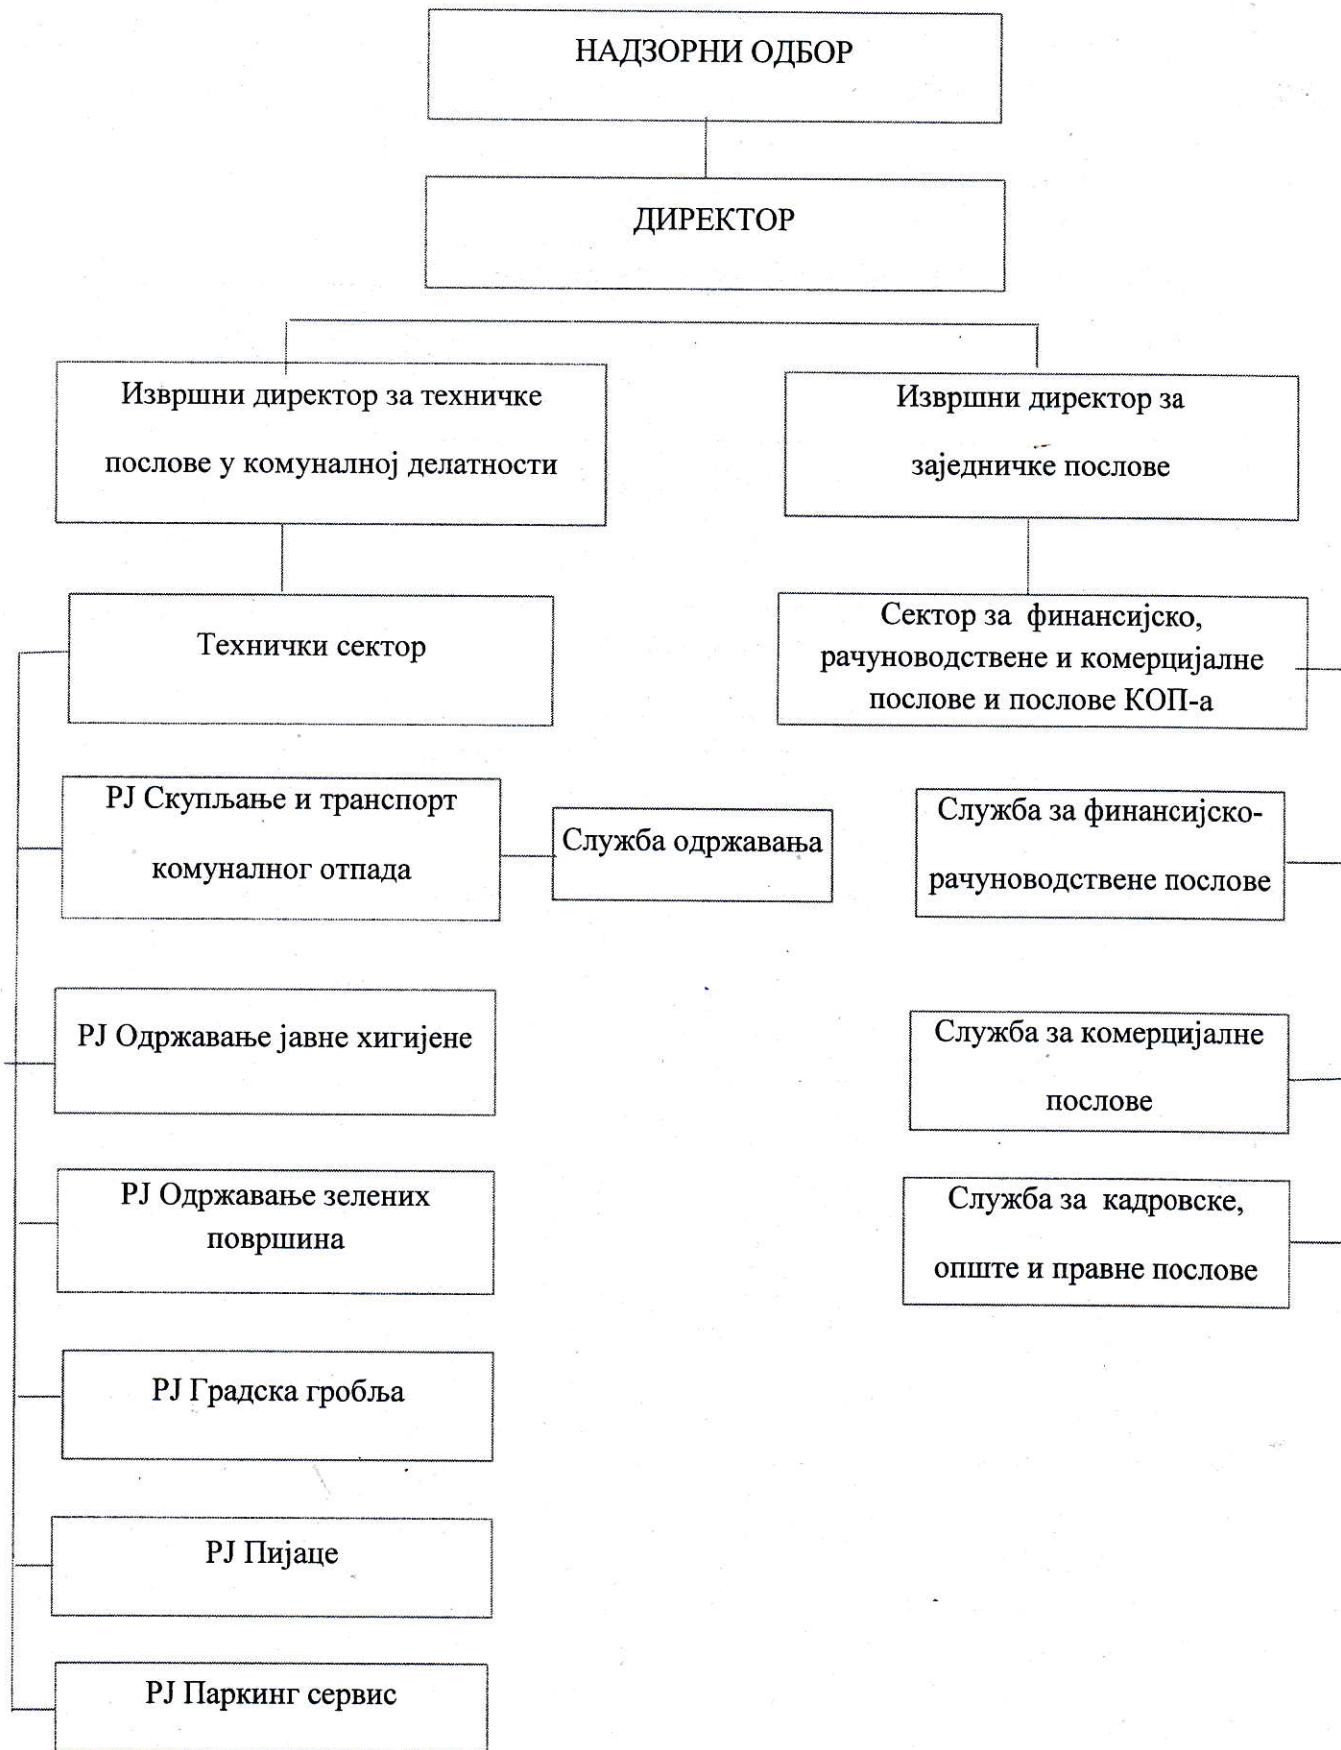 НАДЗОРНИ ОДБОР
ДИРЕКТОР
Извршни директор за техничке
послове у комуналној делатности
Извршни директор за
заједничке послове
Технички сектор
Сектор за финансијско,
рачуноводствене и комерцијалне
послове и послове КОП-а
РЈ Скупљање и транспорт
комуналног отпада
Служба одржавања
Служба за финансијско-
рачуноводствене послове
РЈ Одржавање јавне хигијене
Служба за комерцијалне
послове
РЈ Одржавање зелених
површина
Служба за кадровске,
опште и правне послове
РЈ Градска гробља
РЈ Пијаце
РЈ Паркинг сервис